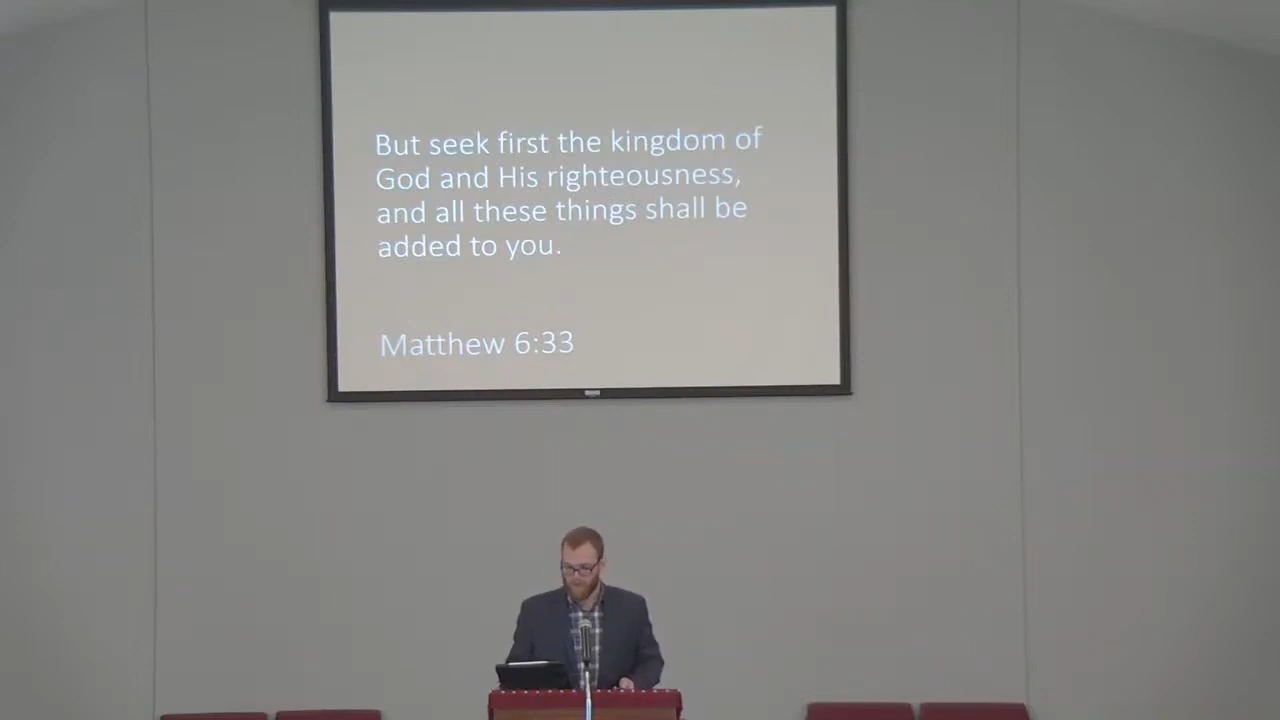 But seek first the kingdom of
God and His righteousness,
and all these things shall be
added to you.
Matthew 6:33